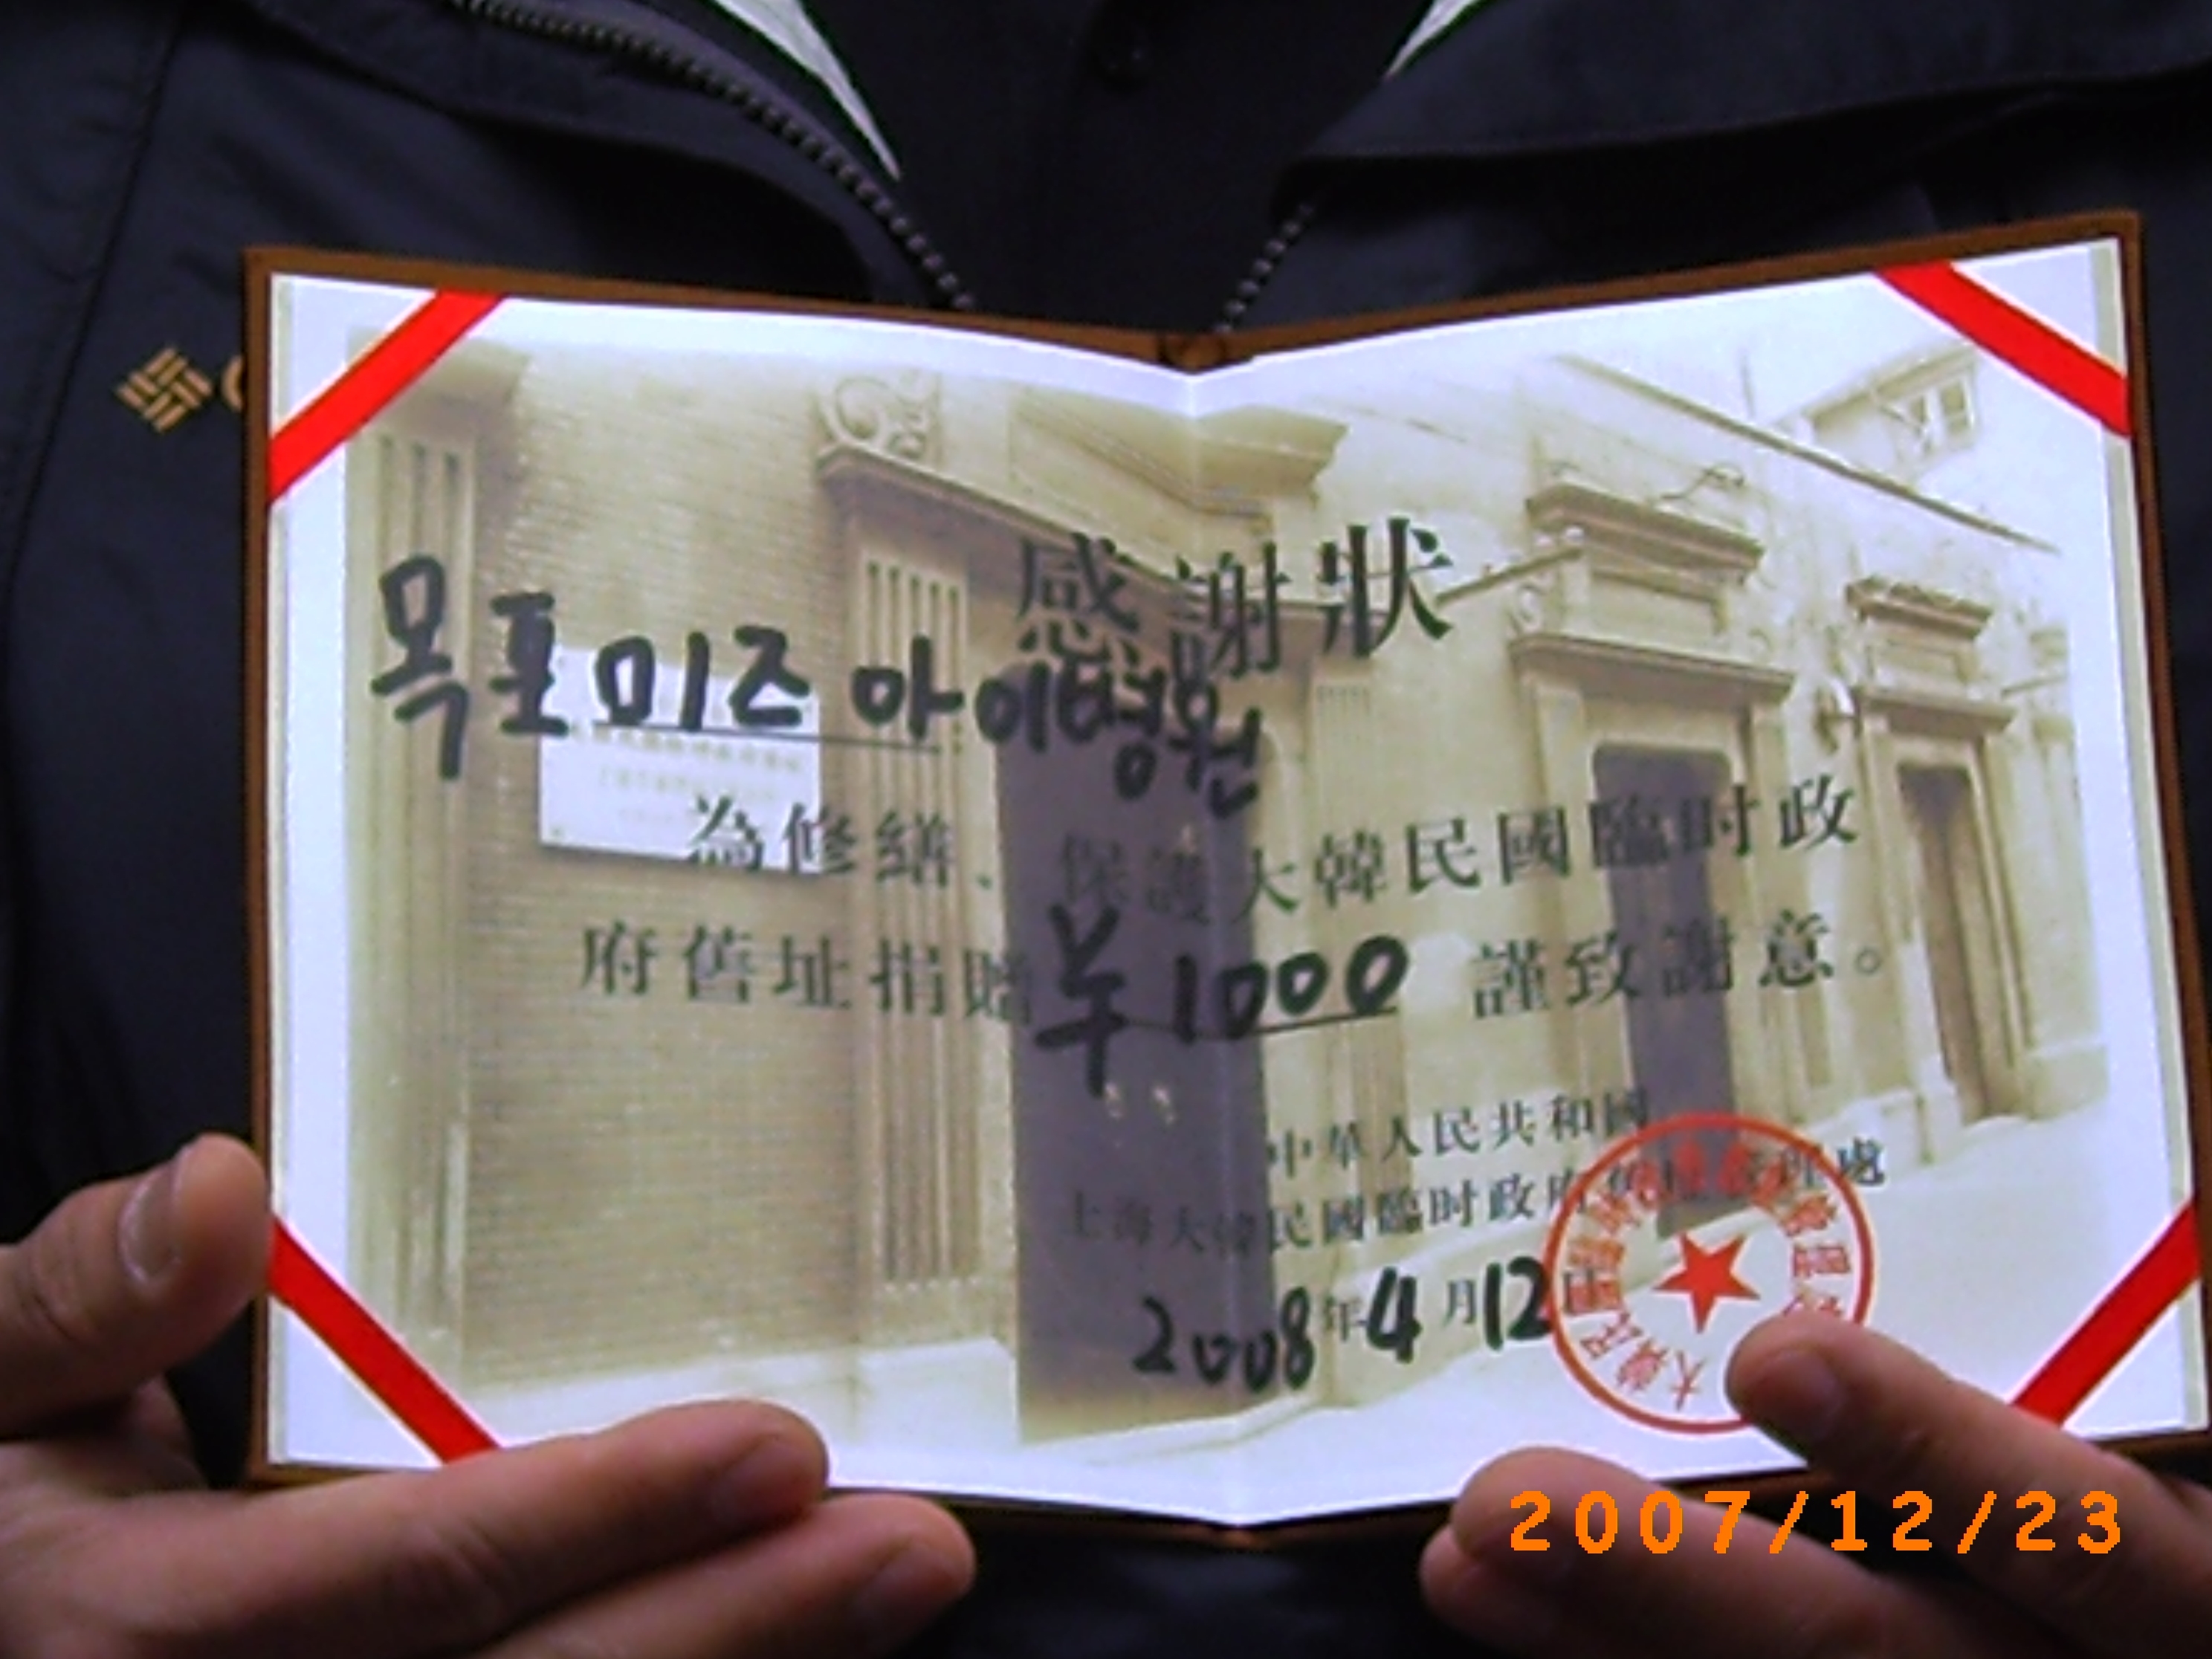 感謝狀
목포미즈 아이병원
為修繕、保護大韓民國臨时政
府舊址捐贈 ¥1000 謹致謝意。
中華人民共和國
上海大韓民國臨时政府舊址管理處
2008年4月12日
2007/12/23